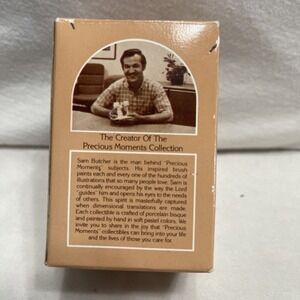 The Creator Of The
Precious Moments Collection
Sam Butcher is the man behind "Precious
Moments" subjects. His inspired brush
paints each and every one of the hundreds of
illustrations that so many people love. Sam is
continually encouraged by the way the Lord
"guides" him and opens his eyes to the needs
of others. This spirit is masterfully captured
when dimensional translations are made.
Each collectible is crafted of porcelain bisque
and painted by hand in soft pastel colors. We
invite you to share in the joy that "Precious
Moments" collectibles can bring into your life
and the lives of those you care for.